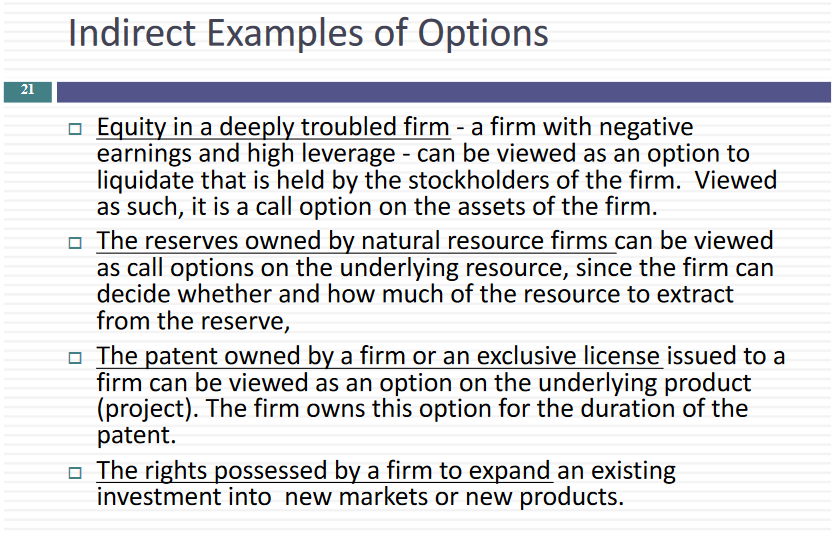 Indirect Examples of Options
21
Equity in a deeply troubled firm - a firm with negative
earnings and high leverage - can be viewed as an option to
liquidate that is held by the stockholders of the firm.  Viewed
as such, it is a call option on the assets of the firm.
The reserves owned by natural resource firms can be viewed
as call options on the underlying resource, since the firm can
decide whether and how much of the resource to extract
from the reserve,
The patent owned by a firm or an exclusive license issued to a
firm can be viewed as an option on the underlying product
(project). The firm owns this option for the duration of the
patent.
The rights possessed by a firm to expand an existing
investment into  new markets or new products.